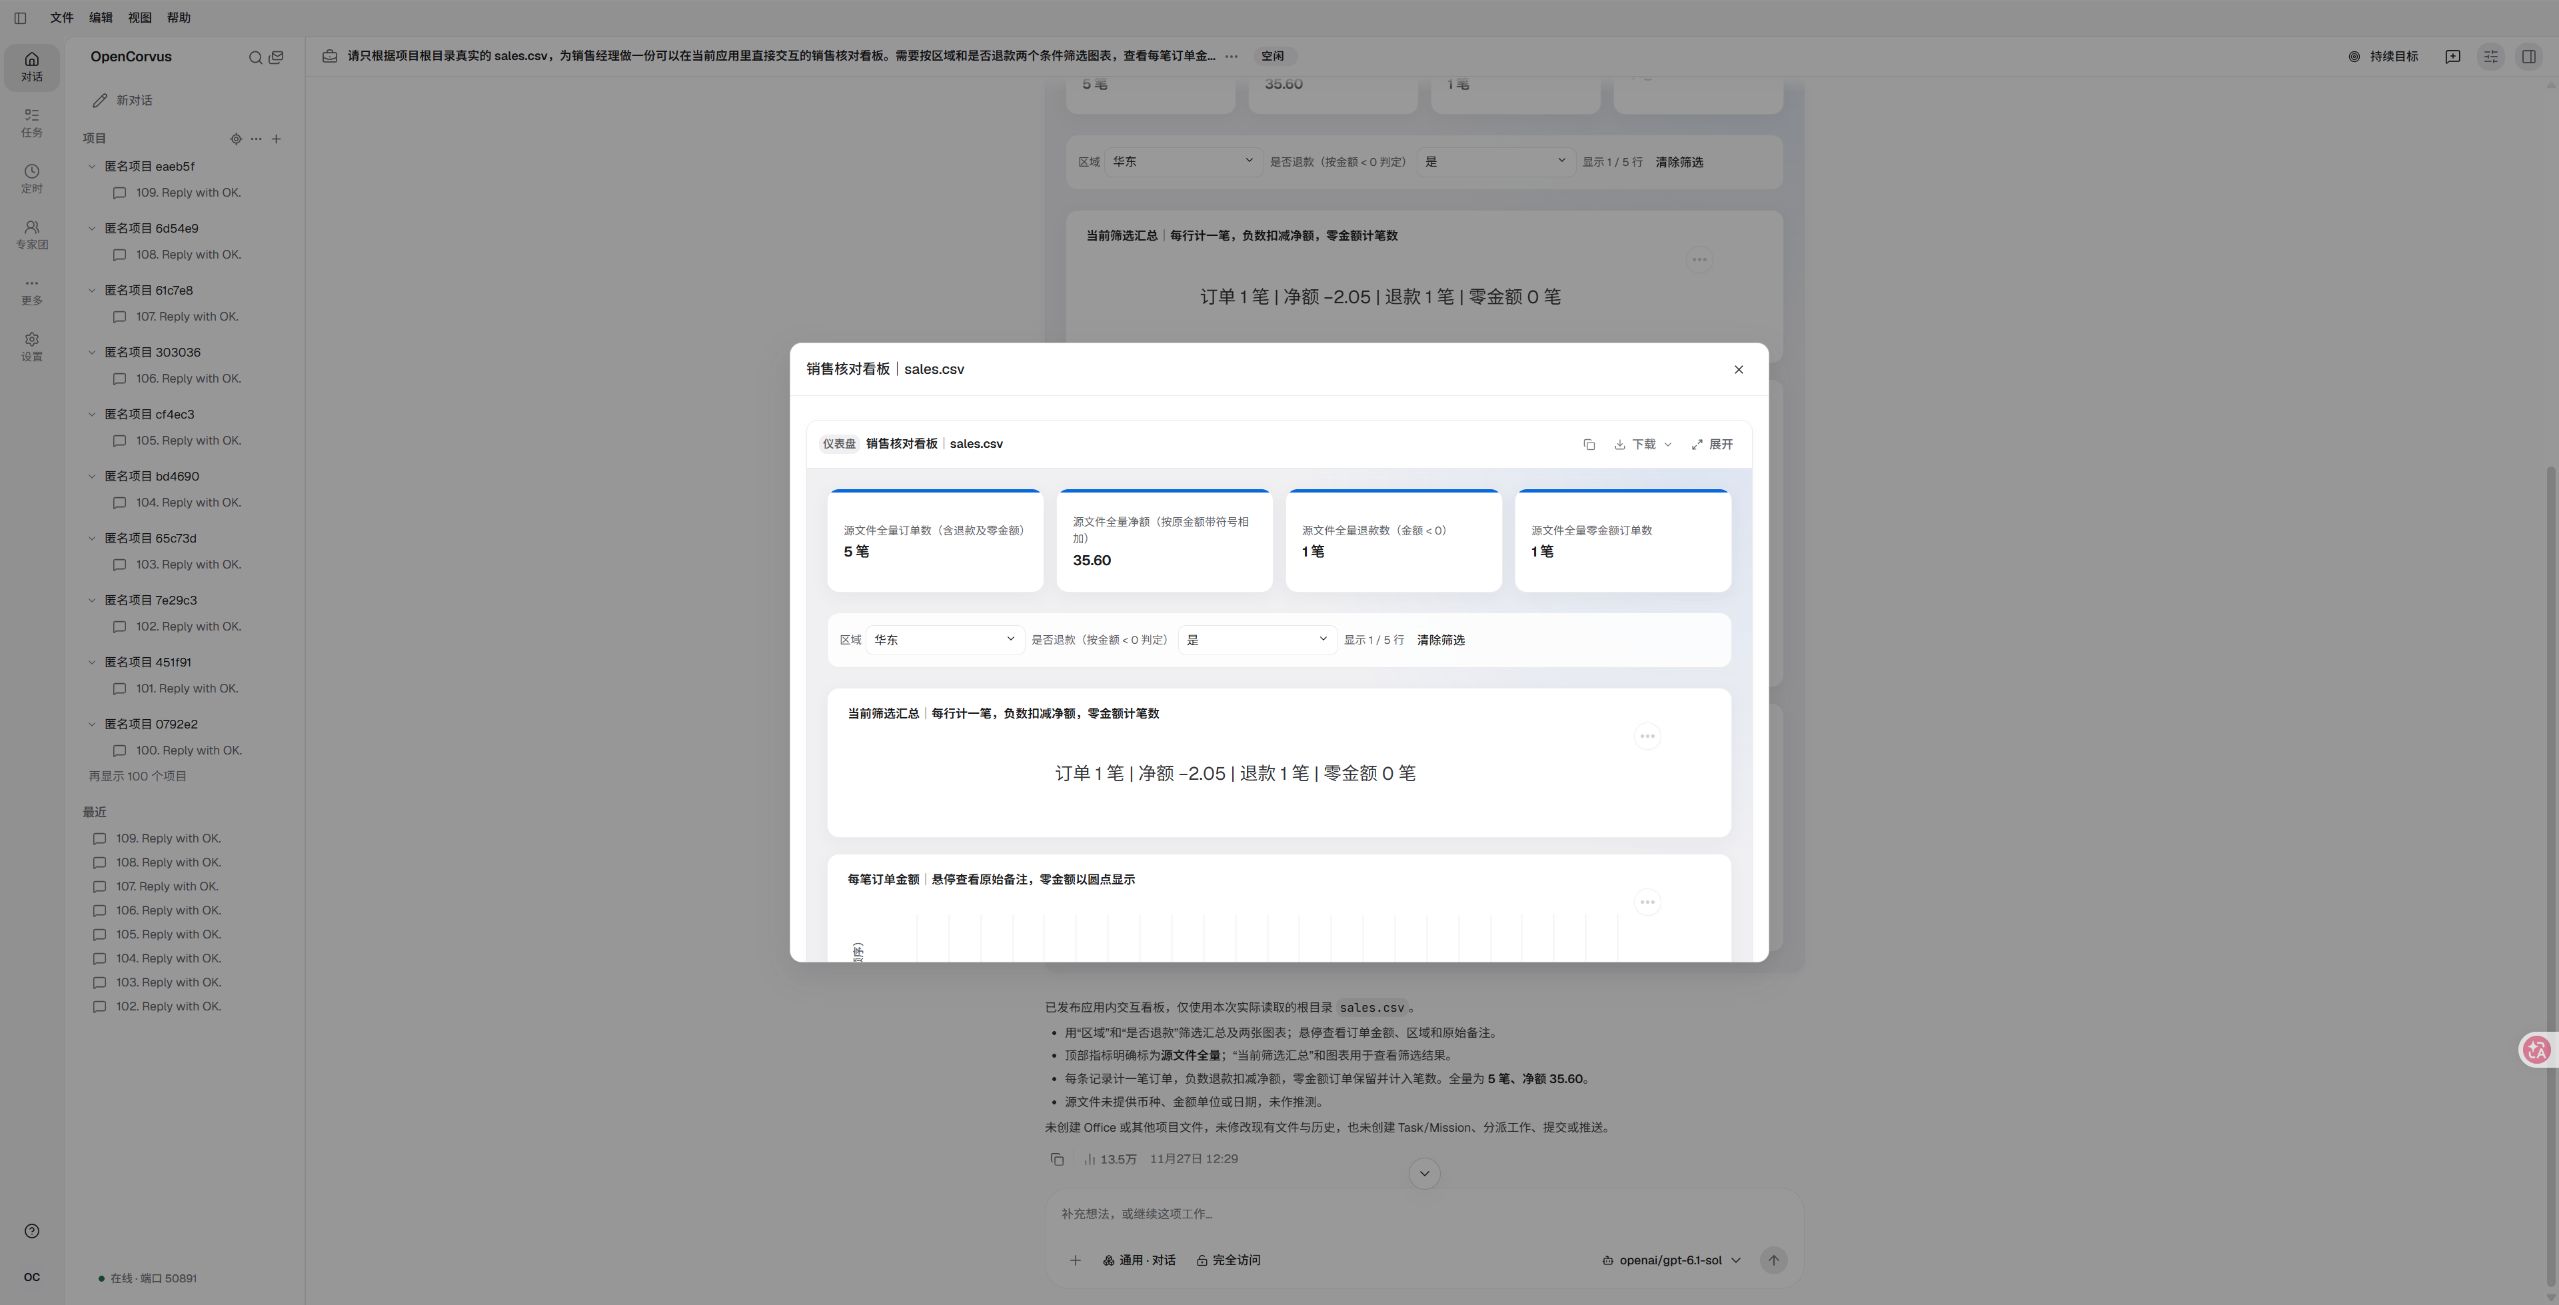 文件 编辑 视图 帮助
OpenCorvus
请只根据项目根目录真实的 sales.csv，为销售经理做一份可以在当前应用里直接交互的销售核对看板。需要按区域和是否退款两个条件筛选图表，查看每笔订单金... 空闲
持续目标
对话
任务
定时
专家团
更多
设置
新对话
项目
匿名项目 eaeb5f
109. Reply with OK.
匿名项目 6d54e9
108. Reply with OK.
匿名项目 61c7e8
107. Reply with OK.
匿名项目 303036
106. Reply with OK.
匿名项目 cf4ec3
105. Reply with OK.
匿名项目 bd4690
104. Reply with OK.
匿名项目 65c73d
103. Reply with OK.
匿名项目 7e29c3
102. Reply with OK.
匿名项目 451f91
101. Reply with OK.
匿名项目 0792e2
100. Reply with OK.
再显示 100 个项目
最近
109. Reply with OK.
108. Reply with OK.
107. Reply with OK.
106. Reply with OK.
105. Reply with OK.
104. Reply with OK.
103. Reply with OK.
102. Reply with OK.
OC
在线 · 端口 50891
5 笔 35.60 1 笔
区域 华东 是否退款（按金额 < 0 判定） 是 显示 1 / 5 行 清除筛选
当前筛选汇总｜每行计一笔，负数扣减净额，零金额计笔数
订单 1 笔 | 净额 −2.05 | 退款 1 笔 | 零金额 0 笔
销售核对看板｜sales.csv
仪表盘 销售核对看板｜sales.csv 下载 展开
源文件全量订单数（含退款及零金额）
5 笔
源文件全量净额（按原金额带符号相
加）
35.60
源文件全量退款数（金额 < 0）
1 笔
源文件全量零金额订单数
1 笔
区域 华东 是否退款（按金额 < 0 判定） 是 显示 1 / 5 行 清除筛选
当前筛选汇总｜每行计一笔，负数扣减净额，零金额计笔数
订单 1 笔 | 净额 −2.05 | 退款 1 笔 | 零金额 0 笔
每笔订单金额｜悬停查看原始备注，零金额以圆点显示
序）
已发布应用内交互看板，仅使用本次实际读取的根目录 sales.csv。
• 用“区域”和“是否退款”筛选汇总及两张图表；悬停查看订单金额、区域和原始备注。
• 顶部指标明确标为源文件全量；“当前筛选汇总”和图表用于查看筛选结果。
• 每条记录计一笔订单，负数退款扣减净额，零金额订单保留并计入笔数。全量为 5 笔、净额 35.60。
• 源文件未提供币种、金额单位或日期，未作推测。
未创建 Office 或其他项目文件，未修改现有文件与历史，也未创建 Task/Mission、分派工作、提交或推送。
13.5万 11月27日 12:29
补充想法，或继续这项工作...
通用 · 对话 完全访问 openai/gpt-6.1-sol